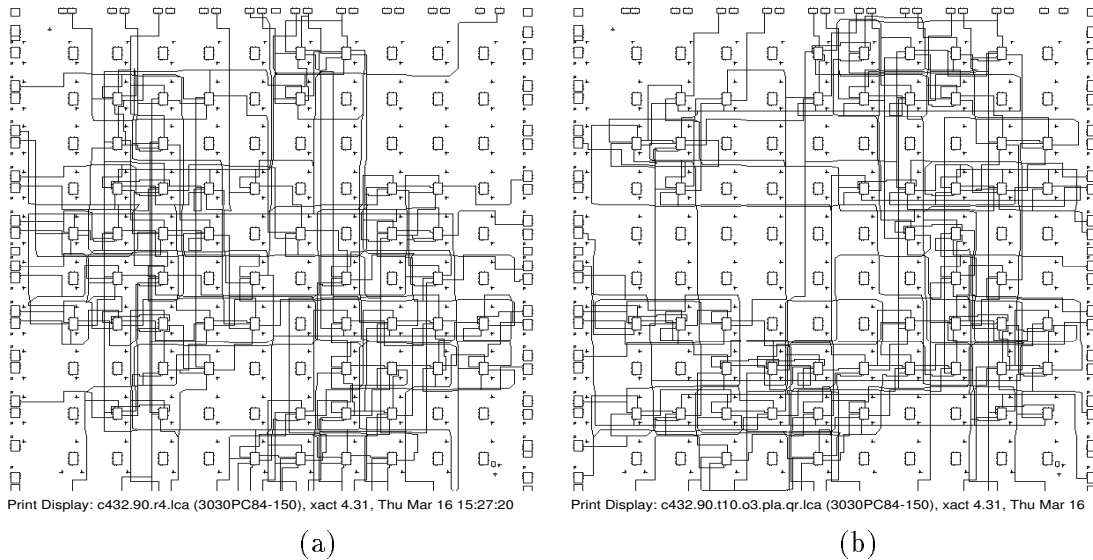 Print Display: c432.90.r4.lca (3030PC84-150), xact 4.31, Thu Mar 16 15:27:20
Print Display: c432.90.t10.o3.pla.qr.lca (3030PC84-150), xact 4.31, Thu Mar 16
(a)
(b)